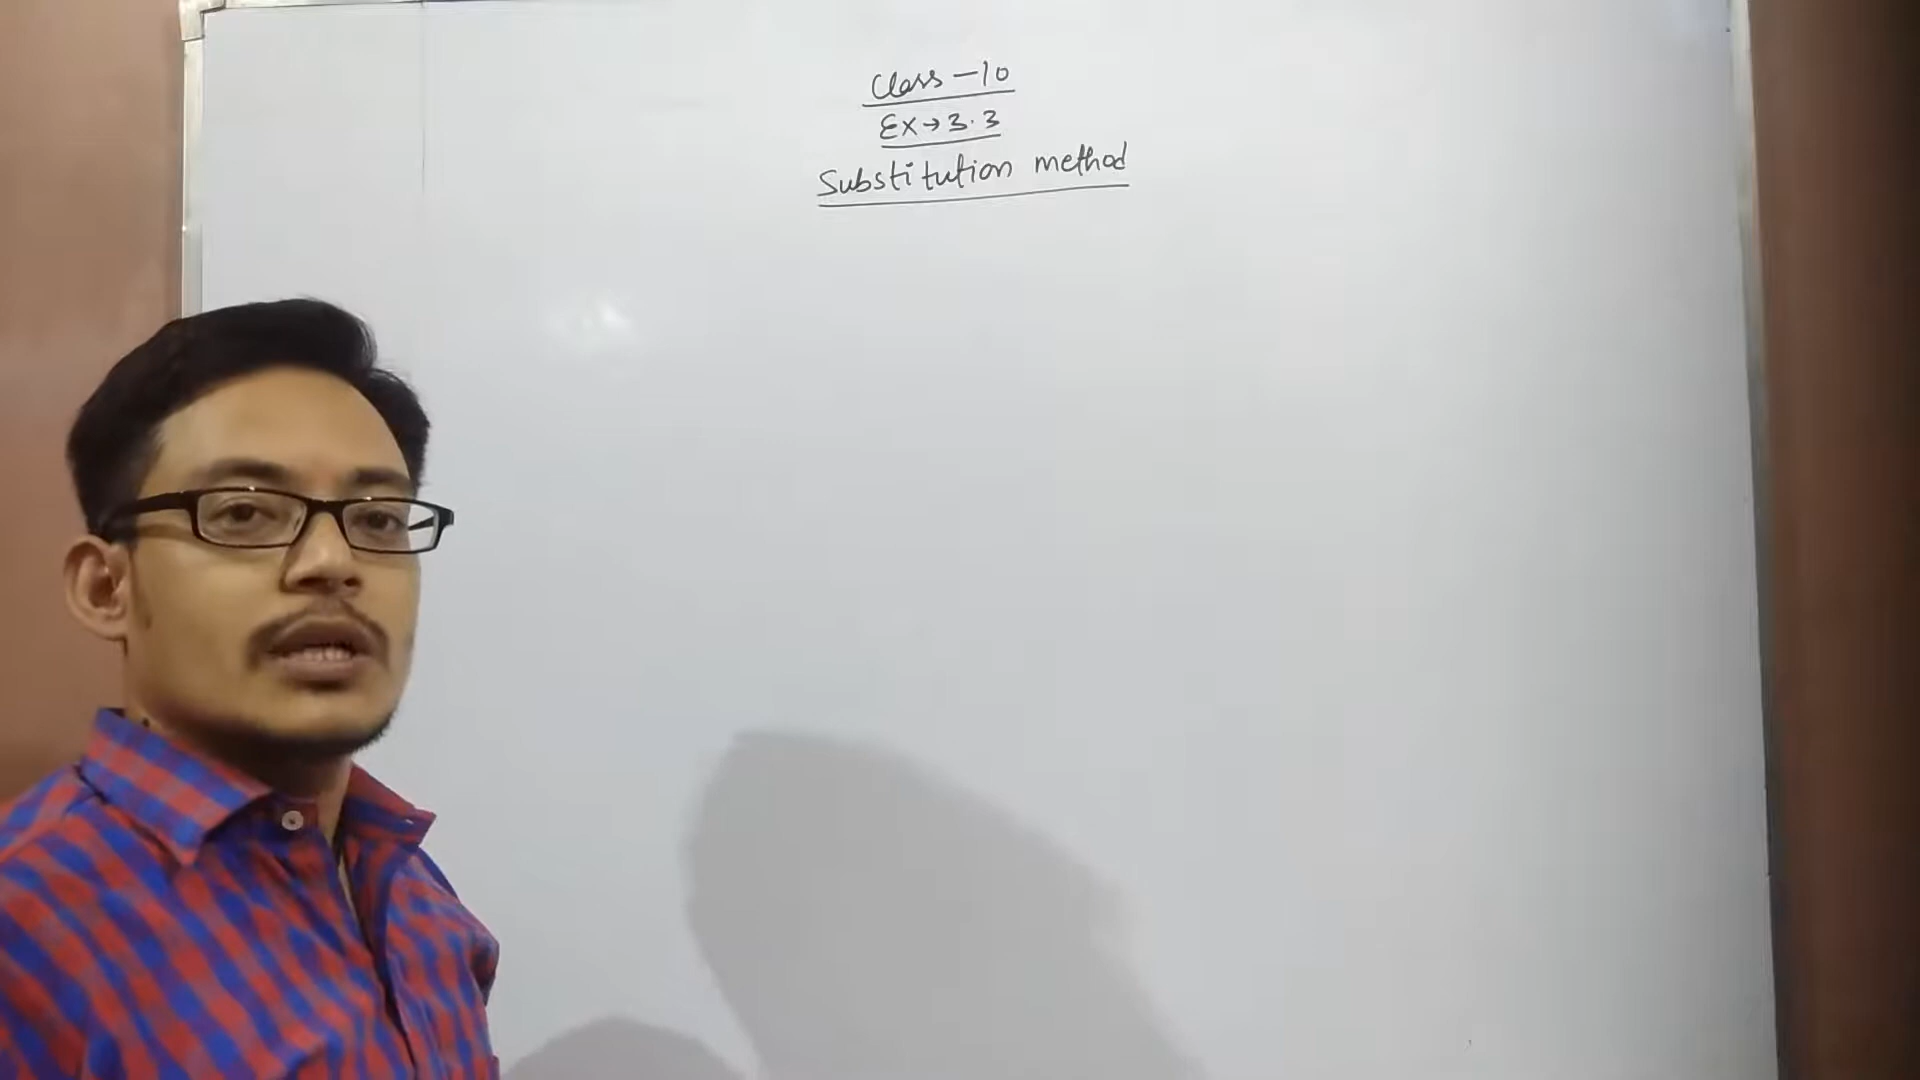 Class – 10
Ex → 3.3
Substitution method